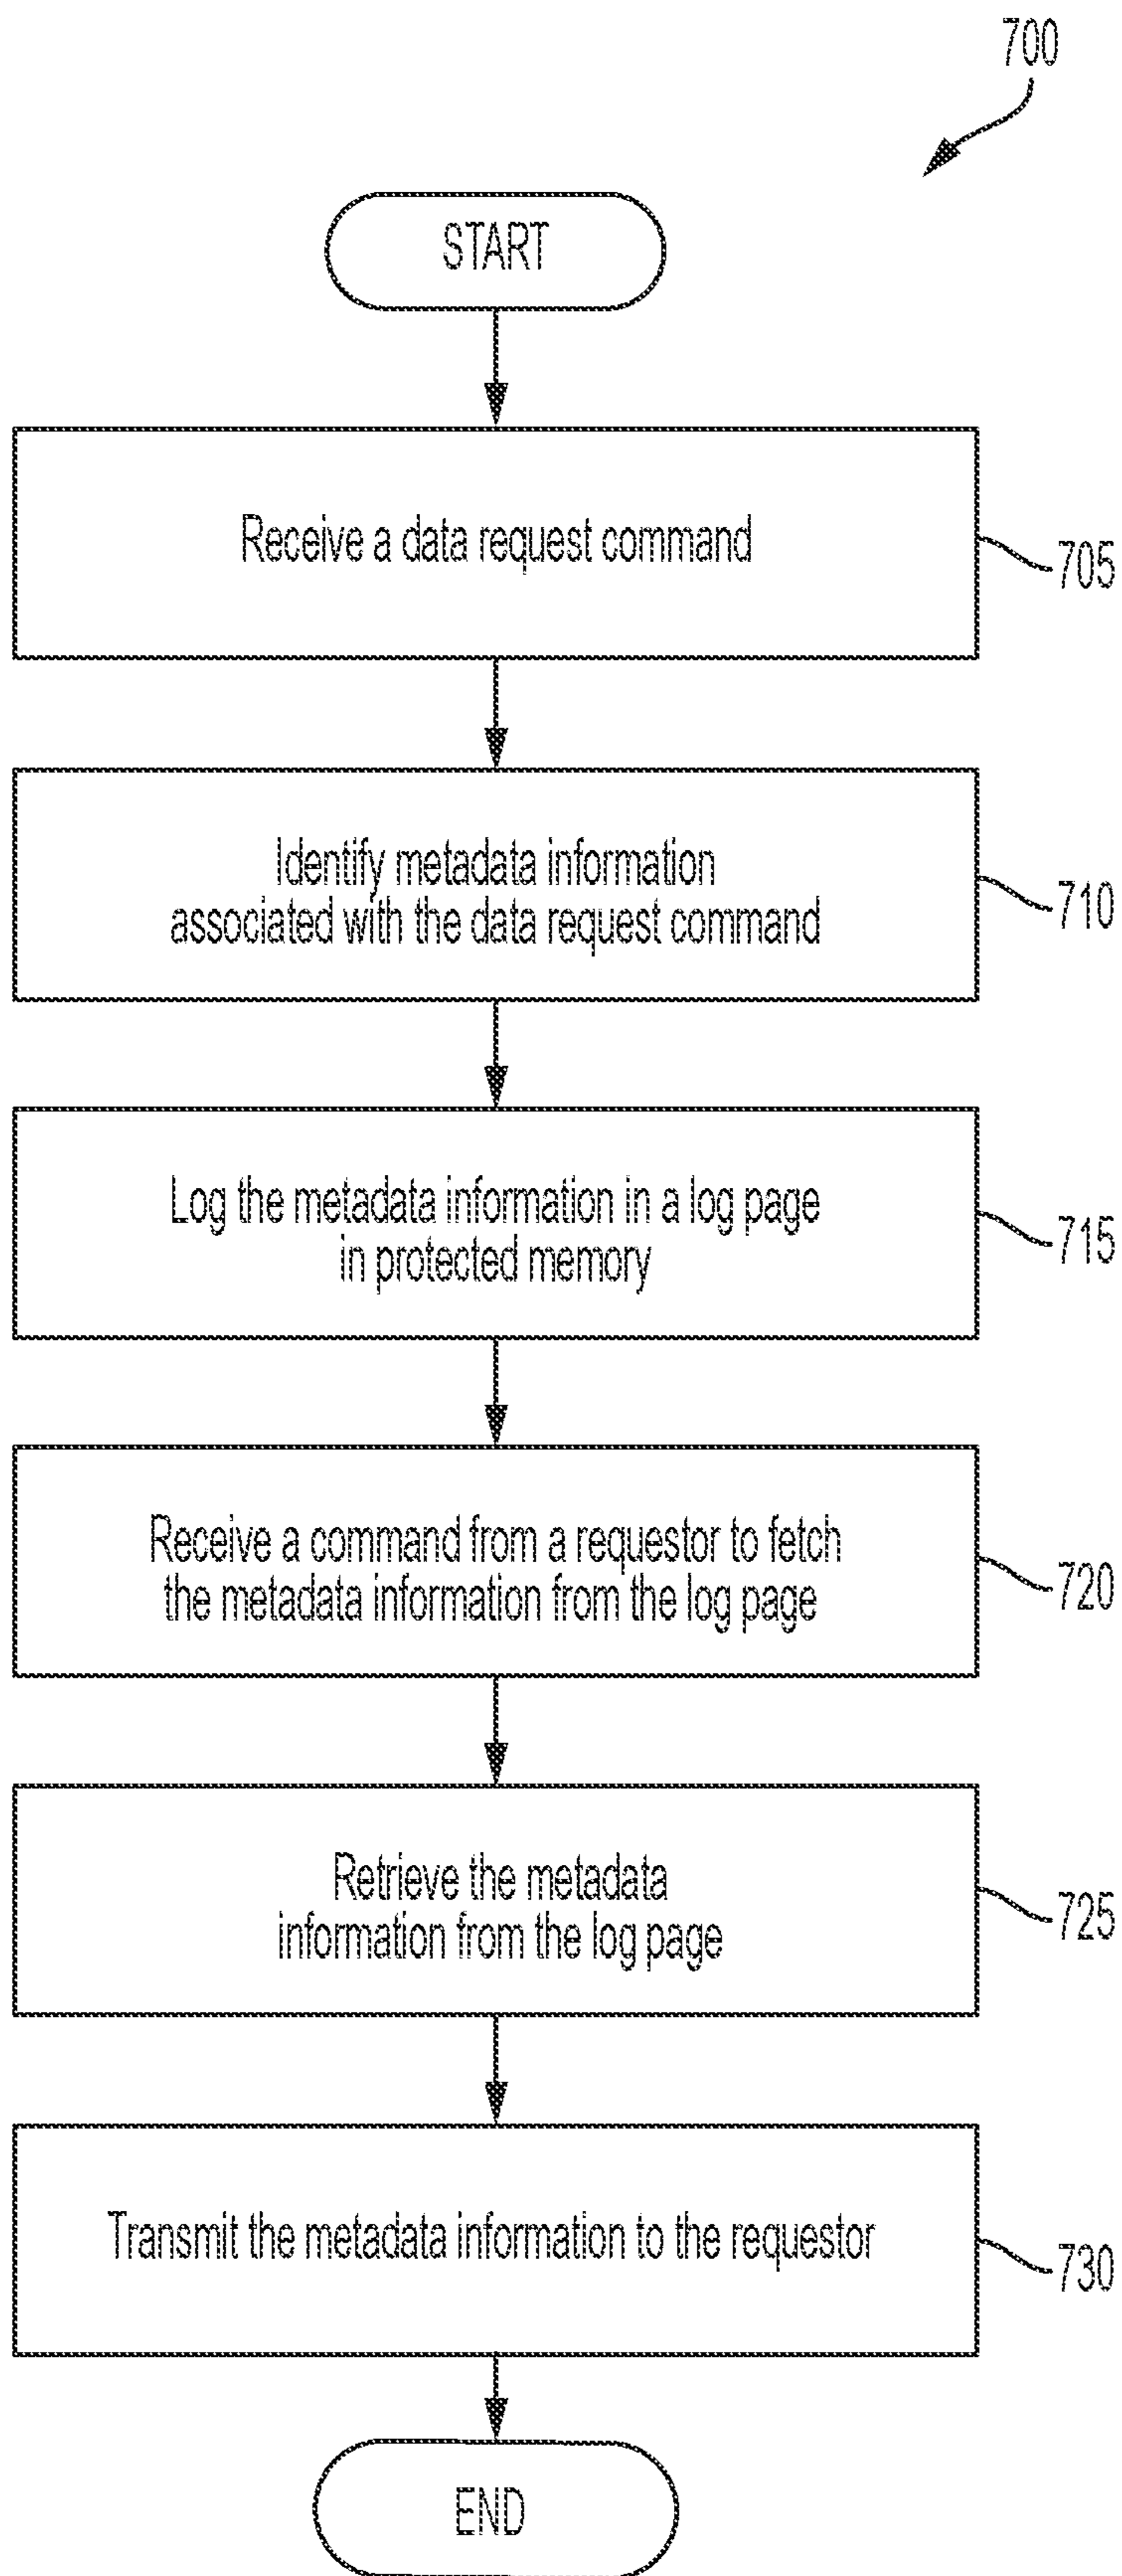 700
START
Receive a data request command
705
Identify metadata information
associated with the data request command
710
Log the metadata information in a log page
in protected memory
715
Receive a command from a requestor to fetch
the metadata information from the log page
720
Retrieve the metadata
information from the log page
725
Transmit the metadata information to the requestor
730
END